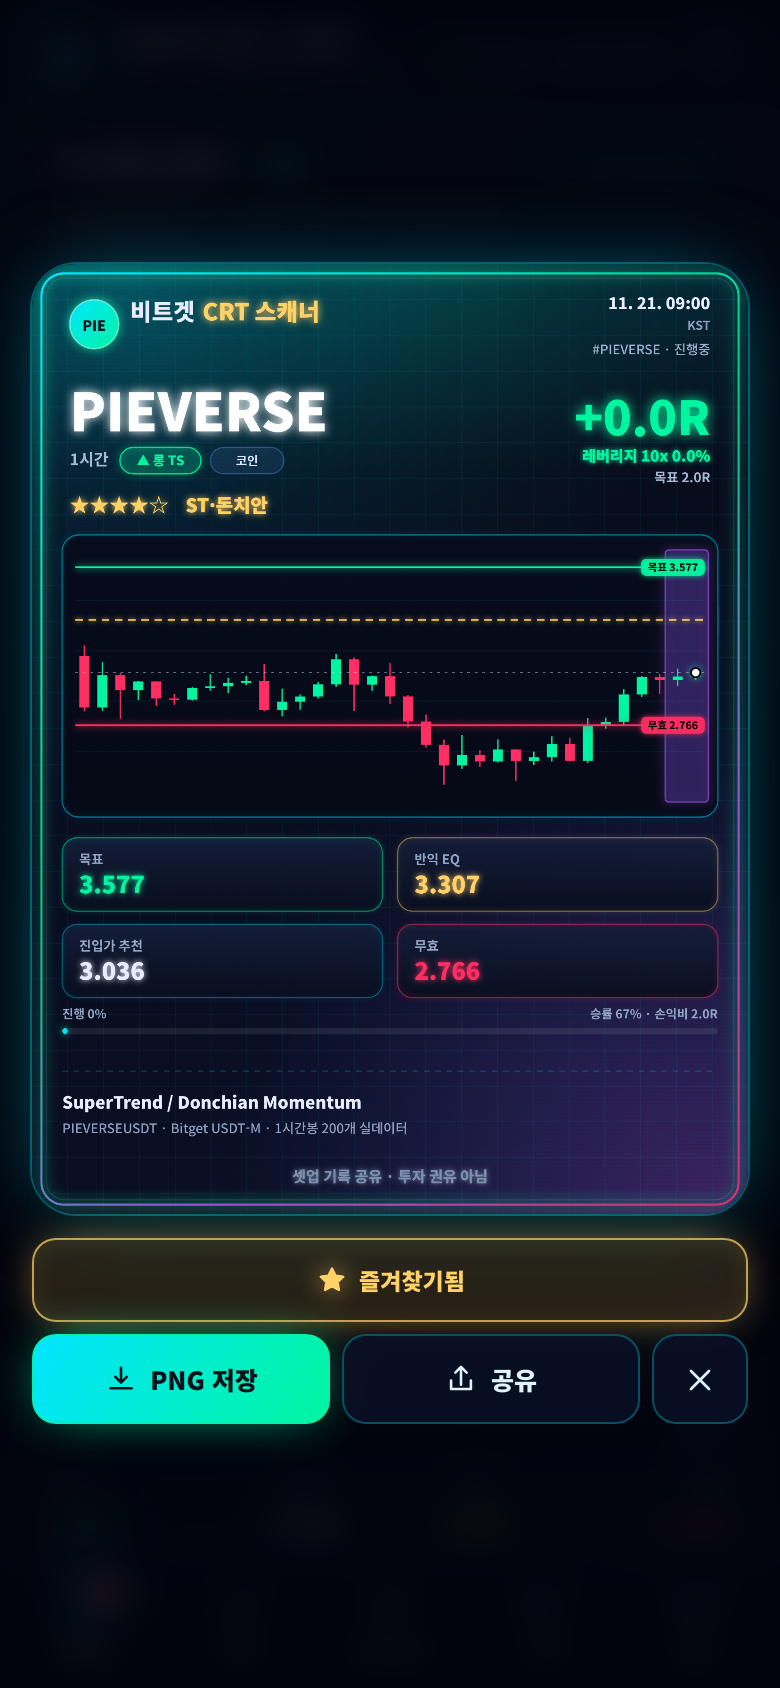 PIE
비트겟 CRT 스캐너
11. 21. 09:00
KST
#PIEVERSE · 진행중
PIEVERSE
+0.0R
1시간
▲ 롱 TS
코인
레버리지 10x 0.0%
목표 2.0R
★★★★☆ ST·돈치안
목표 3.577
무효 2.766
목표
3.577
반익 EQ
3.307
진입가 추천
3.036
무효
2.766
진행 0%
승률 67% · 손익비 2.0R
SuperTrend / Donchian Momentum
PIEVERSEUSDT · Bitget USDT-M · 1시간봉 200개 실데이터
셋업 기록 공유 · 투자 권유 아님
즐겨찾기됨
PNG 저장
공유